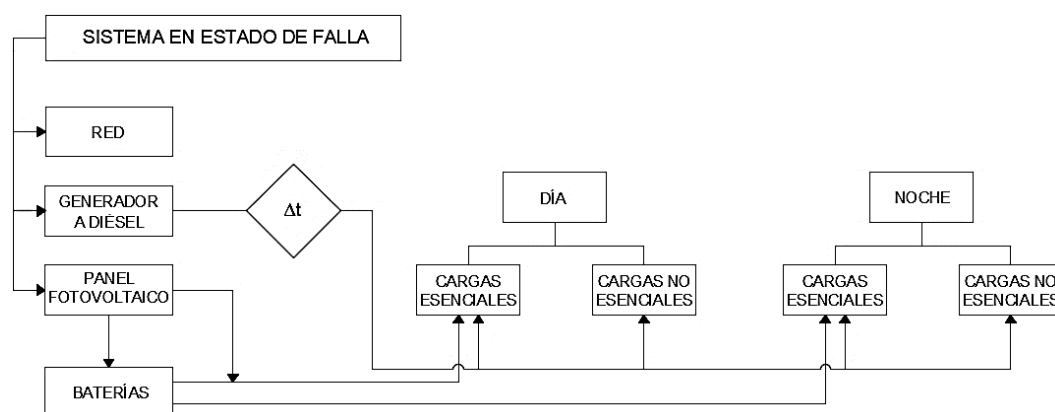 SISTEMA EN ESTADO DE FALLA
RED
GENERADOR
A DIÉSEL
Δt
PANEL
FOTOVOLTAICO
BATERÍAS
DÍA
CARGAS
ESENCIALES
CARGAS NO
ESENCIALES
NOCHE
CARGAS
ESENCIALES
CARGAS NO
ESENCIALES